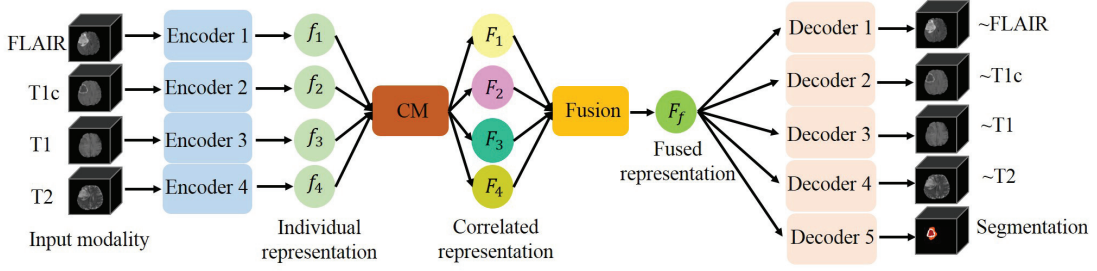 FLAIR
Encoder 1
f1
F1
Decoder 1
~FLAIR
T1c
Encoder 2
f2
F2
Decoder 2
~T1c
CM
Fusion
Ff
T1
Encoder 3
f3
F3
Decoder 3
~T1
Fused
representation
T2
Encoder 4
f4
F4
Decoder 4
~T2
Input modality
Individual
representation
Correlated
representation
Decoder 5
Segmentation